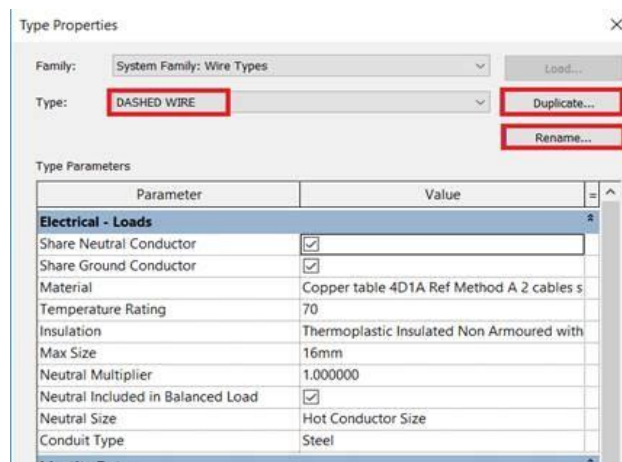 Type Properties
Family: System Family: Wire Types Load...
Type: DASHED WIRE Duplicate...
Rename...
Type Parameters
Parameter Value =
Electrical - Loads
Share Neutral Conductor
Share Ground Conductor
Material Copper table 4D1A Ref Method A 2 cables s
Temperature Rating 70
Insulation Thermoplastic Insulated Non Armoured with
Max Size 16mm
Neutral Multiplier 1.000000
Neutral Included in Balanced Load
Neutral Size Hot Conductor Size
Conduit Type Steel